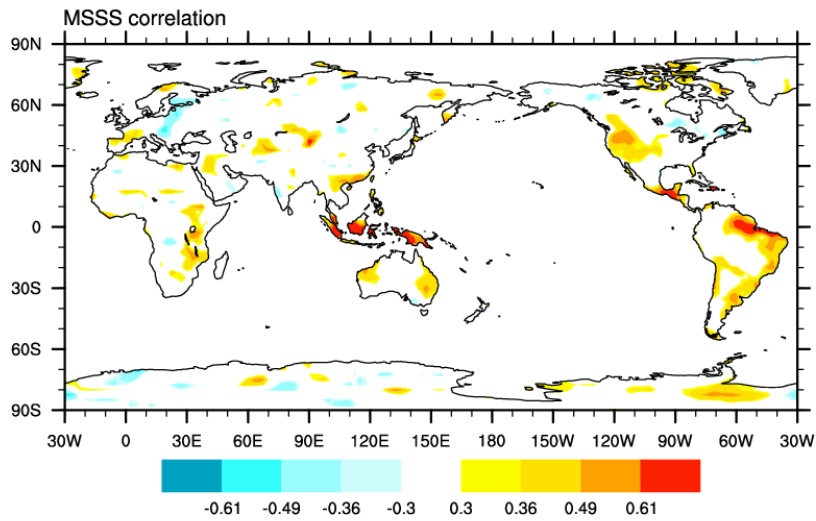 MSSS correlation
90N
60N
30N
0
30S
60S
90S
30W 0 30E 60E 90E 120E 150E 180 150W 120W 90W 60W 30W
-0.61 -0.49 -0.36 -0.3 0.3 0.36 0.49 0.61